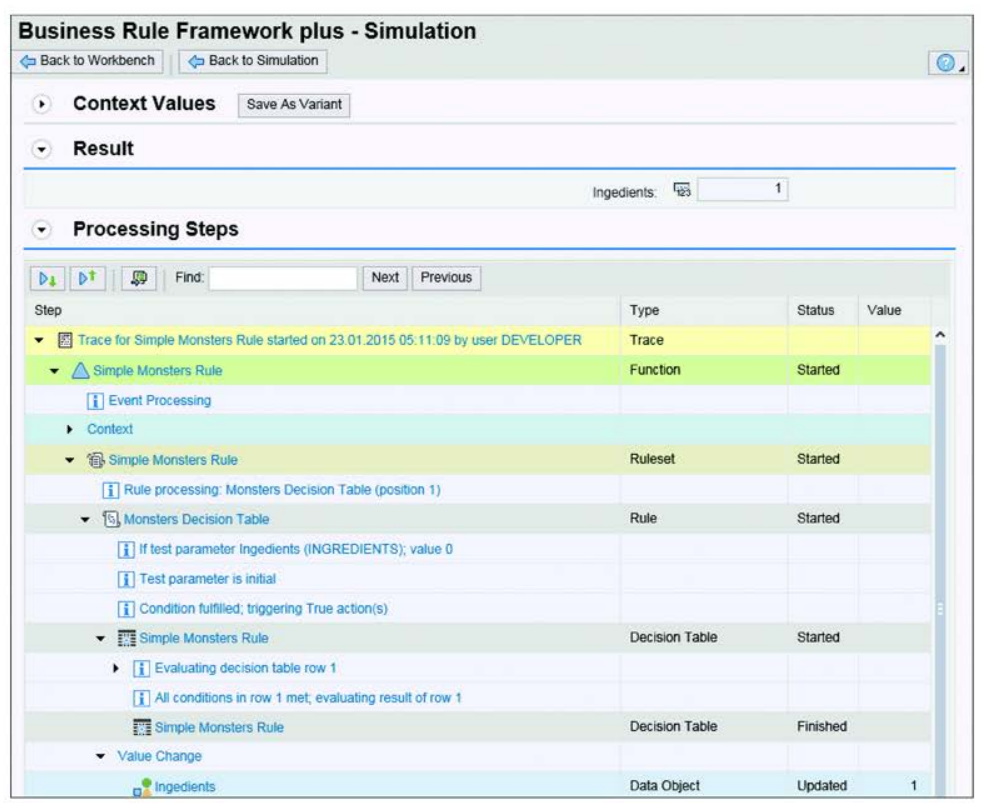 Business Rule Framework plus - Simulation
Back to Workbench Back to Simulation
Context Values Save As Variant
Result
Ingedients: 123 1
Processing Steps
Find: Next Previous
Step Type Status Value
Trace for Simple Monsters Rule started on 23.01.2015 05:11:09 by user DEVELOPER Trace
Simple Monsters Rule Function Started
Event Processing
Context
Simple Monsters Rule Ruleset Started
Rule processing: Monsters Decision Table (position 1)
Monsters Decision Table Rule Started
If test parameter Ingedients (INGREDIENTS); value 0
Test parameter is initial
Condition fulfilled; triggering True action(s)
Simple Monsters Rule Decision Table Started
Evaluating decision table row 1
All conditions in row 1 met; evaluating result of row 1
Simple Monsters Rule Decision Table Finished
Value Change
Ingedients Data Object Updated 1